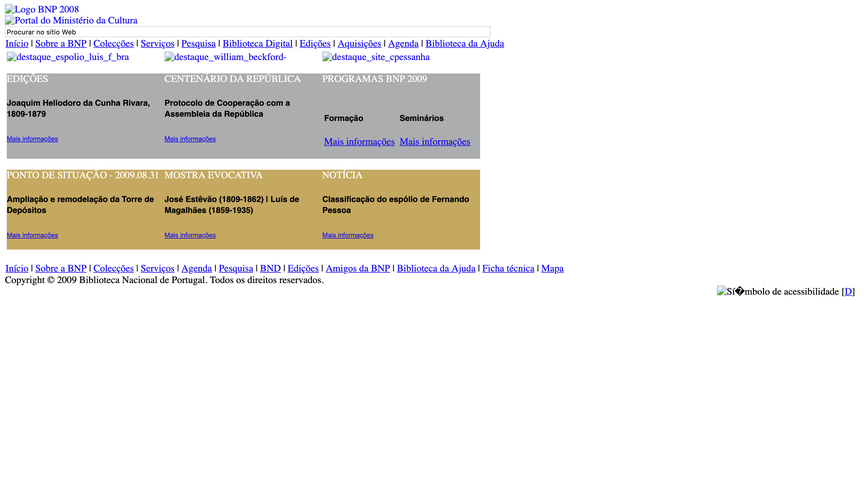 Logo BNP 2008
Portal do Ministério da Cultura
Procurar no sítio Web
Início | Sobre a BNP | Colecções | Serviços | Pesquisa | Biblioteca Digital | Edições | Aquisições | Agenda | Biblioteca da Ajuda
destaque_espolio_luis_f_bra destaque_william_beckford- destaque_site_cpessanha
EDIÇÕES CENTENÁRIO DA REPÚBLICA PROGRAMAS BNP 2009
Joaquim Heliodoro da Cunha Rivara,
1809-1879
Mais informações
Protocolo de Cooperação com a
Assembleia da República
Mais informações
Formação Seminários
Mais informações Mais informações
PONTO DE SITUAÇÃO - 2009.08.31 MOSTRA EVOCATIVA NOTÍCIA
Ampliação e remodelação da Torre de
Depósitos
Mais informações
José Estêvão (1809-1862) | Luís de
Magalhães (1859-1935)
Mais informações
Classificação do espólio de Fernando
Pessoa
Mais informações
Início | Sobre a BNP | Colecções | Serviços | Agenda | Pesquisa | BND | Edições | Amigos da BNP | Biblioteca da Ajuda | Ficha técnica | Mapa
Copyright © 2009 Biblioteca Nacional de Portugal. Todos os direitos reservados.
Sí�mbolo de acessibilidade [D]